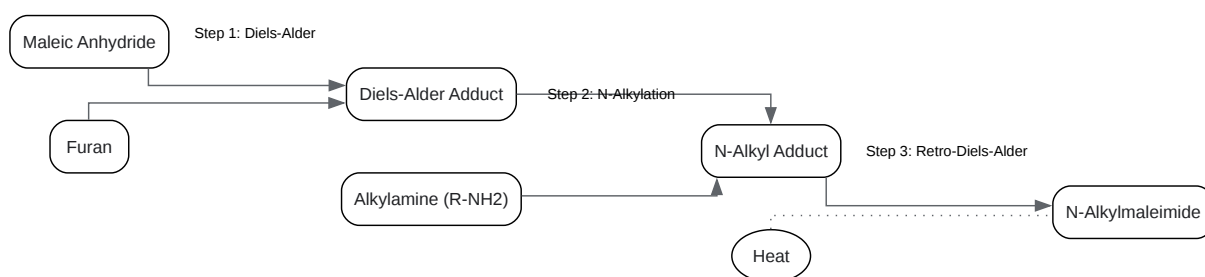 Maleic Anhydride
Step 1: Diels-Alder
Diels-Alder Adduct
Step 2: N-Alkylation
Furan
N-Alkyl Adduct
Step 3: Retro-Diels-Alder
Alkylamine (R-NH2)
N-Alkylmaleimide
Heat